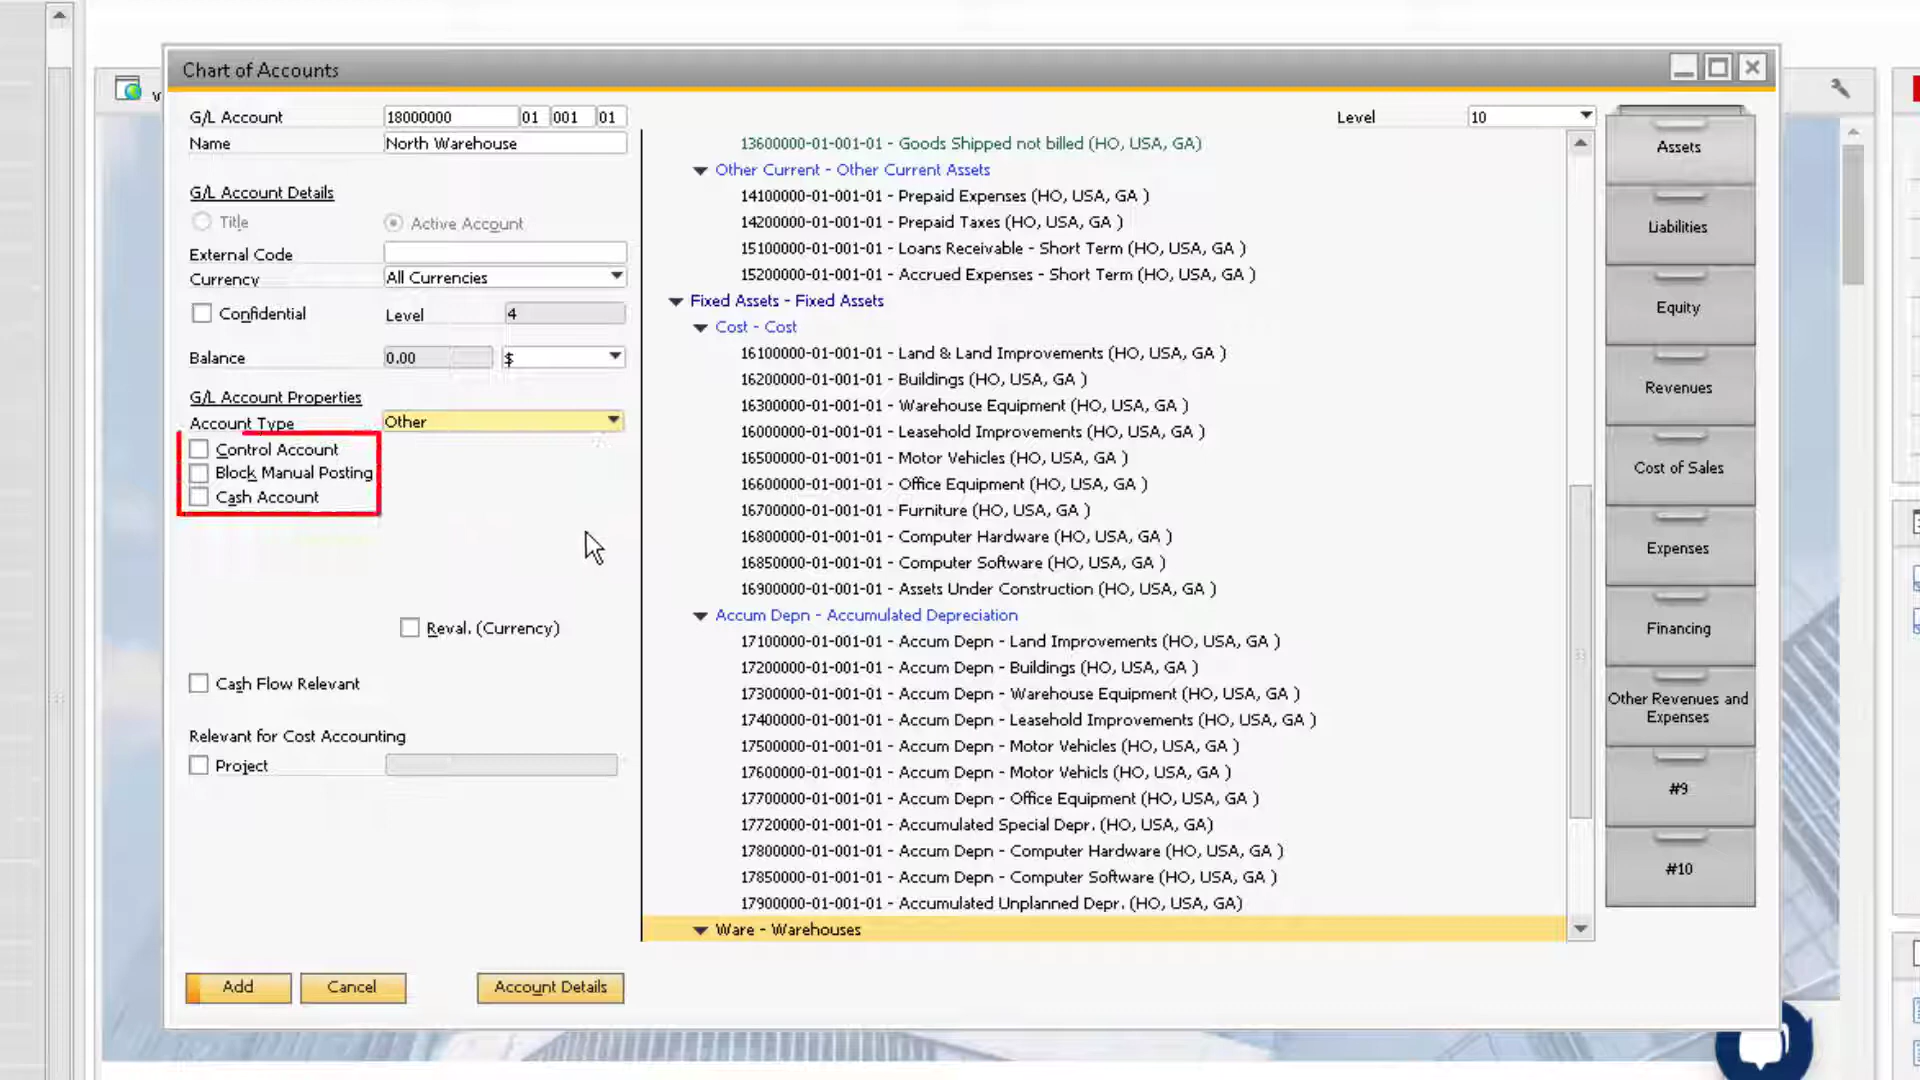 Chart of Accounts
G/L Account 18000000 01 001 01
Name North Warehouse
G/L Account Details
Title Active Account
External Code
Currency All Currencies
Confidential Level 4
Balance 0.00 $
G/L Account Properties
Account Type Other
Control Account
Block Manual Posting
Cash Account
Reval. (Currency)
Cash Flow Relevant
Relevant for Cost Accounting
Project
Add Cancel Account Details
Level 10
13600000-01-001-01 - Goods Shipped not billed (HO, USA, GA)
Other Current - Other Current Assets
14100000-01-001-01 - Prepaid Expenses (HO, USA, GA )
14200000-01-001-01 - Prepaid Taxes (HO, USA, GA )
15100000-01-001-01 - Loans Receivable - Short Term (HO, USA, GA )
15200000-01-001-01 - Accrued Expenses - Short Term (HO, USA, GA )
Fixed Assets - Fixed Assets
Cost - Cost
16100000-01-001-01 - Land & Land Improvements (HO, USA, GA )
16200000-01-001-01 - Buildings (HO, USA, GA )
16300000-01-001-01 - Warehouse Equipment (HO, USA, GA )
16000000-01-001-01 - Leasehold Improvements (HO, USA, GA )
16500000-01-001-01 - Motor Vehicles (HO, USA, GA )
16600000-01-001-01 - Office Equipment (HO, USA, GA )
16700000-01-001-01 - Furniture (HO, USA, GA )
16800000-01-001-01 - Computer Hardware (HO, USA, GA )
16850000-01-001-01 - Computer Software (HO, USA, GA )
16900000-01-001-01 - Assets Under Construction (HO, USA, GA )
Accum Depn - Accumulated Depreciation
17100000-01-001-01 - Accum Depn - Land Improvements (HO, USA, GA )
17200000-01-001-01 - Accum Depn - Buildings (HO, USA, GA )
17300000-01-001-01 - Accum Depn - Warehouse Equipment (HO, USA, GA )
17400000-01-001-01 - Accum Depn - Leasehold Improvements (HO, USA, GA )
17500000-01-001-01 - Accum Depn - Motor Vehicles (HO, USA, GA )
17600000-01-001-01 - Accum Depn - Motor Vehicls (HO, USA, GA )
17700000-01-001-01 - Accum Depn - Office Equipment (HO, USA, GA )
17720000-01-001-01 - Accumulated Special Depr. (HO, USA, GA)
17800000-01-001-01 - Accum Depn - Computer Hardware (HO, USA, GA )
17850000-01-001-01 - Accum Depn - Computer Software (HO, USA, GA )
17900000-01-001-01 - Accumulated Unplanned Depr. (HO, USA, GA)
Ware - Warehouses
Assets
Liabilities
Equity
Revenues
Cost of Sales
Expenses
Financing
Other Revenues and
Expenses
#9
#10